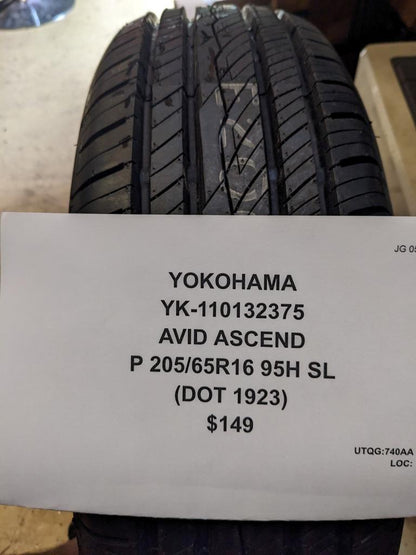 JG 05
YOKOHAMA
YK-110132375
AVID ASCEND
P 205/65R16 95H SL
(DOT 1923)
$149
UTQG:740AA
LOC: